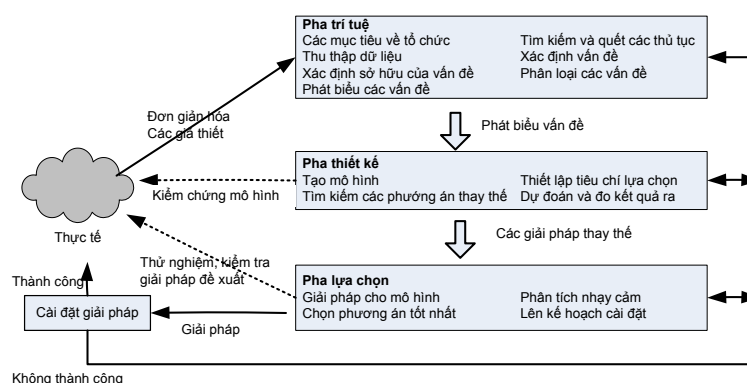 Pha trí tuệ
Các mục tiêu về tổ chức
Tìm kiếm và quét các thủ tục
Thu thập dữ liệu
Xác định vấn đề
Xác định sở hữu của vấn đề
Phân loại các vấn đề
Phát biểu các vấn đề
Đơn giản hóa
Các giả thiết
Phát biểu vấn đề
Pha thiết kế
Tạo mô hình
Thiết lập tiêu chí lựa chọn
Tìm kiếm các phướng án thay thế
Dự đoán và đo kết quả ra
Kiểm chứng mô hình
Thực tế
Các giải pháp thay thế
Thử nghiệm, kiểm tra
giải pháp đề xuất
Pha lựa chọn
Giải pháp cho mô hình
Phân tích nhạy cảm
Chọn phương án tốt nhất
Lên kế hoạch cài đặt
Thành công
Cài đặt giải pháp
Giải pháp
Không thành công